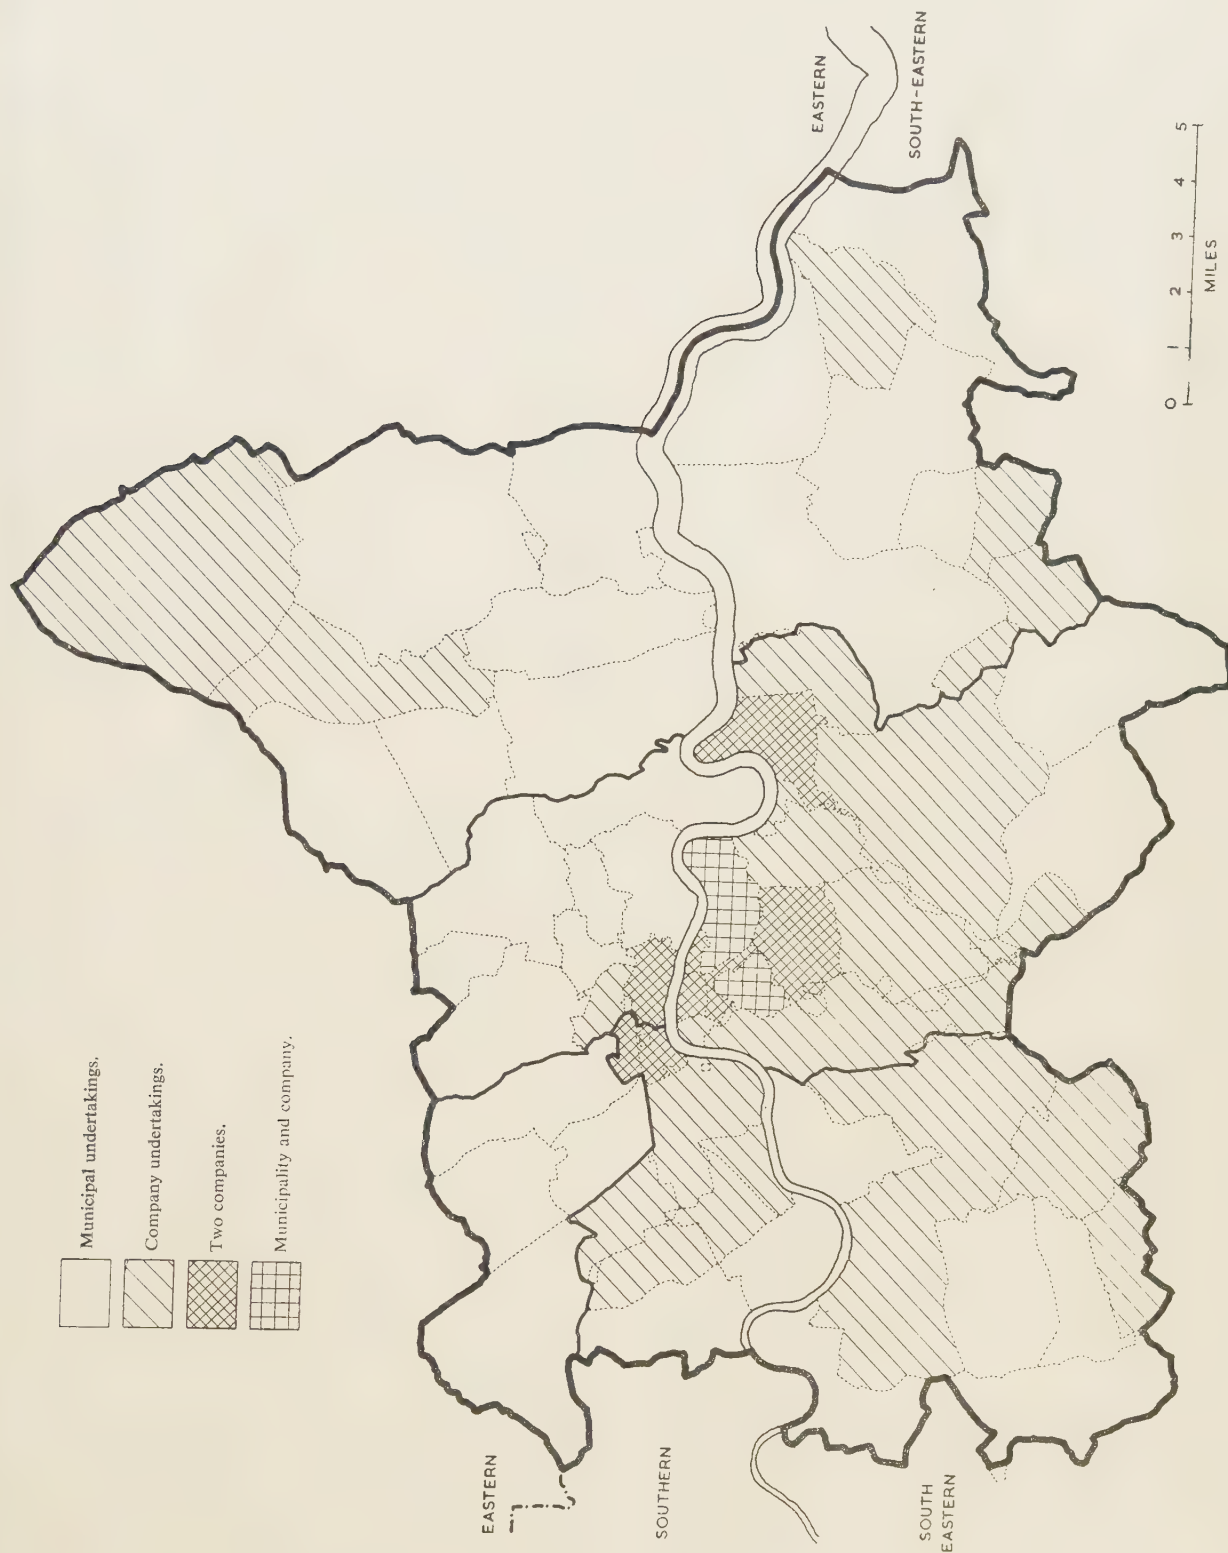 Municipal undertakings.
Company undertakings.
Two companies.
Municipality and company.
EASTERN
SOUTHERN
SOUTH
EASTERN
EASTERN
SOUTH-EASTERN
0 1 2 3 4 5
MILES